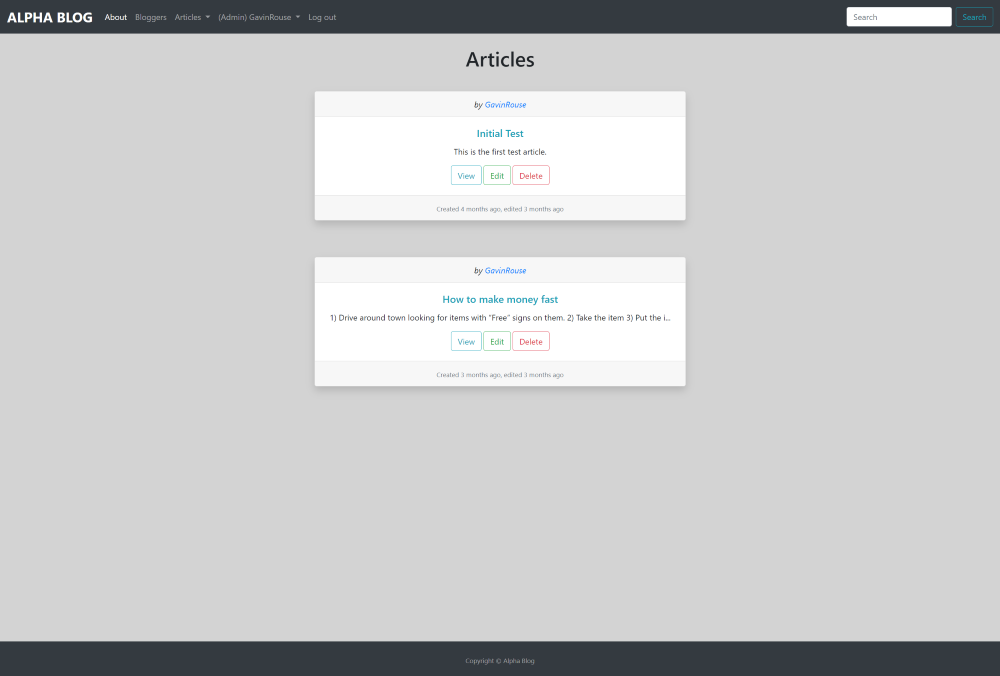 ALPHA BLOG About Bloggers Articles (Admin) GavinRouse Log out Search Search
Articles
by GavinRouse
Initial Test
This is the first test article.
View Edit Delete
Created 4 months ago, edited 3 months ago
by GavinRouse
How to make money fast
1) Drive around town looking for items with "Free" signs on them. 2) Take the item 3) Put the i...
View Edit Delete
Created 3 months ago, edited 3 months ago
Copyright © Alpha Blog